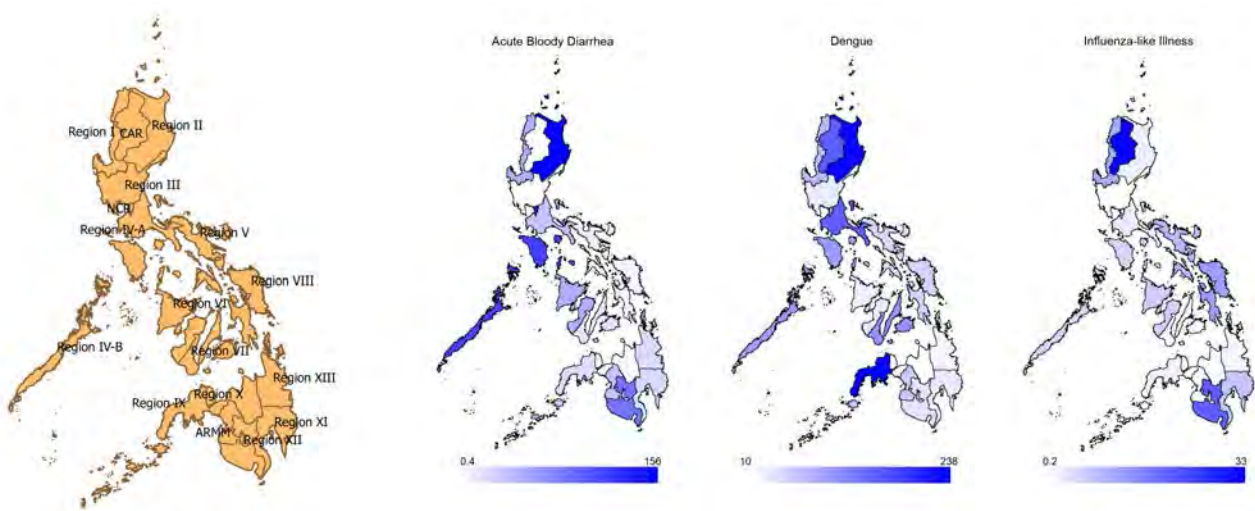 Acute Bloody Diarrhea
Dengue
Influenza-like Illness
Region I
CAR
Region II
Region III
NCR
Region IV-A
Region V
Region VIII
Region VI
Region IV-B
Region VII
Region XIII
Region X
Region IX
Region XI
ARMM
Region XII
0.4 156
10 238
0.2 33